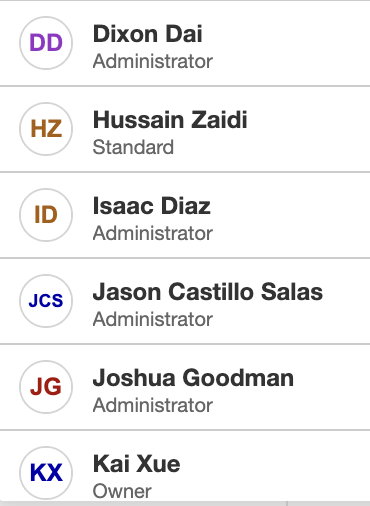 DD
Dixon Dai
Administrator
HZ
Hussain Zaidi
Standard
ID
Isaac Diaz
Administrator
JCS
Jason Castillo Salas
Administrator
JG
Joshua Goodman
Administrator
KX
Kai Xue
Owner